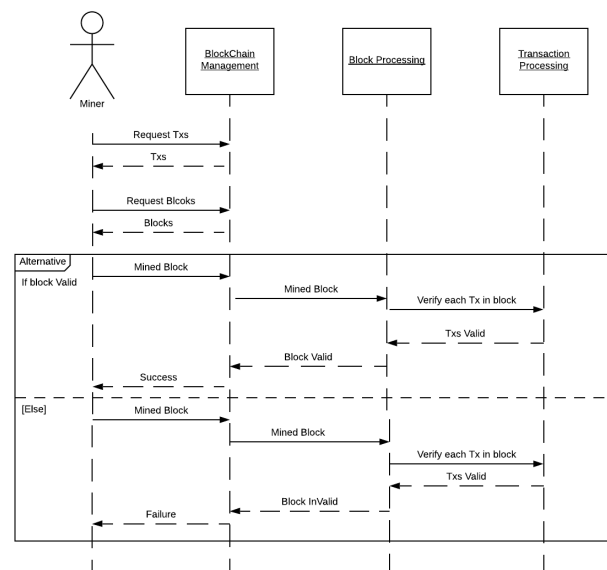 BlockChain
Management
Block Processing
Transaction
Processing
Miner
Request Txs
Txs
Request Blcoks
Blocks
Alternative
Mined Block
If block Valid
Mined Block
Verify each Tx in block
Txs Valid
Block Valid
Success
[Else]
Mined Block
Mined Block
Verify each Tx in block
Txs Valid
Block InValid
Failure